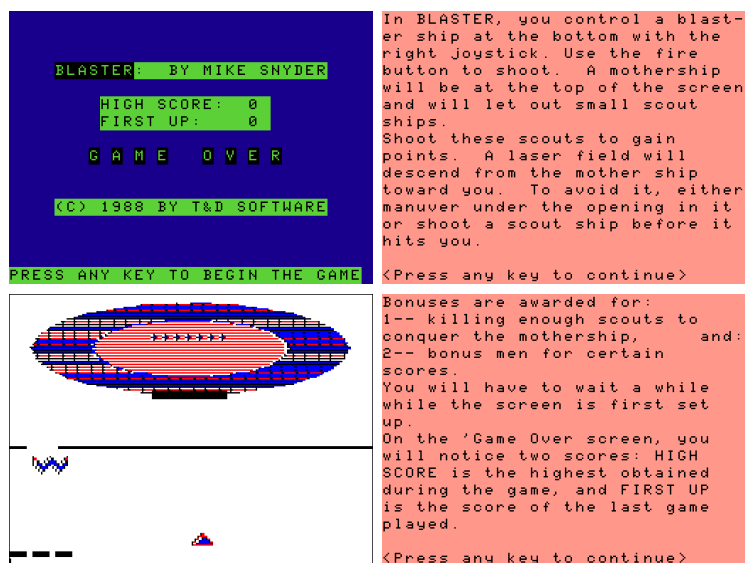 BLASTER:  BY MIKE SNYDER
HIGH SCORE:  0
FIRST UP:    0
G A M E   O V E R
(C) 1988 BY T&D SOFTWARE
PRESS ANY KEY TO BEGIN THE GAME
In BLASTER, you control a blast-
er ship at the bottom with the
right joystick. Use the fire
button to shoot.  A mothership
will be at the top of the screen
and will let out small scout
ships.
Shoot these scouts to gain
points.  A laser field will
descend from the mother ship
toward you.  To avoid it, either
manuver under the opening in it
or shoot a scout ship before it
hits you.
<Press any key to continue>
Bonuses are awarded for:
1-- killing enough scouts to
conquer the mothership,     and:
2-- bonus men for certain
scores.
You will have to wait a while
while the screen is first set
up.
On the 'Game Over screen, you
will notice two scores: HIGH
SCORE is the highest obtained
during the game, and FIRST UP
is the score of the last game
played.
<Press any key to continue>